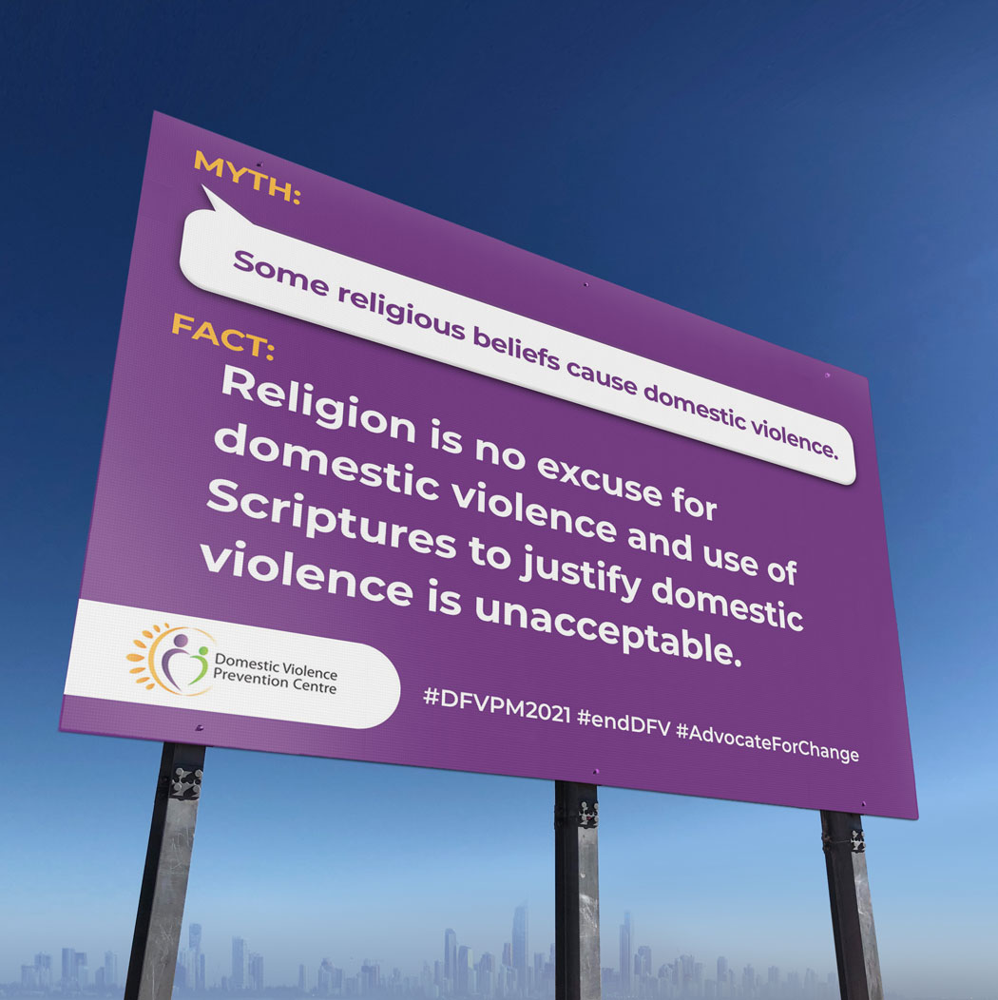 MYTH:
Some religious beliefs cause domestic violence.
FACT:
Religion is no excuse for
domestic violence and use of
Scriptures to justify domestic
violence is unacceptable.
Domestic Violence
Prevention Centre
#DFVPM2021 #endDFV #AdvocateForChange